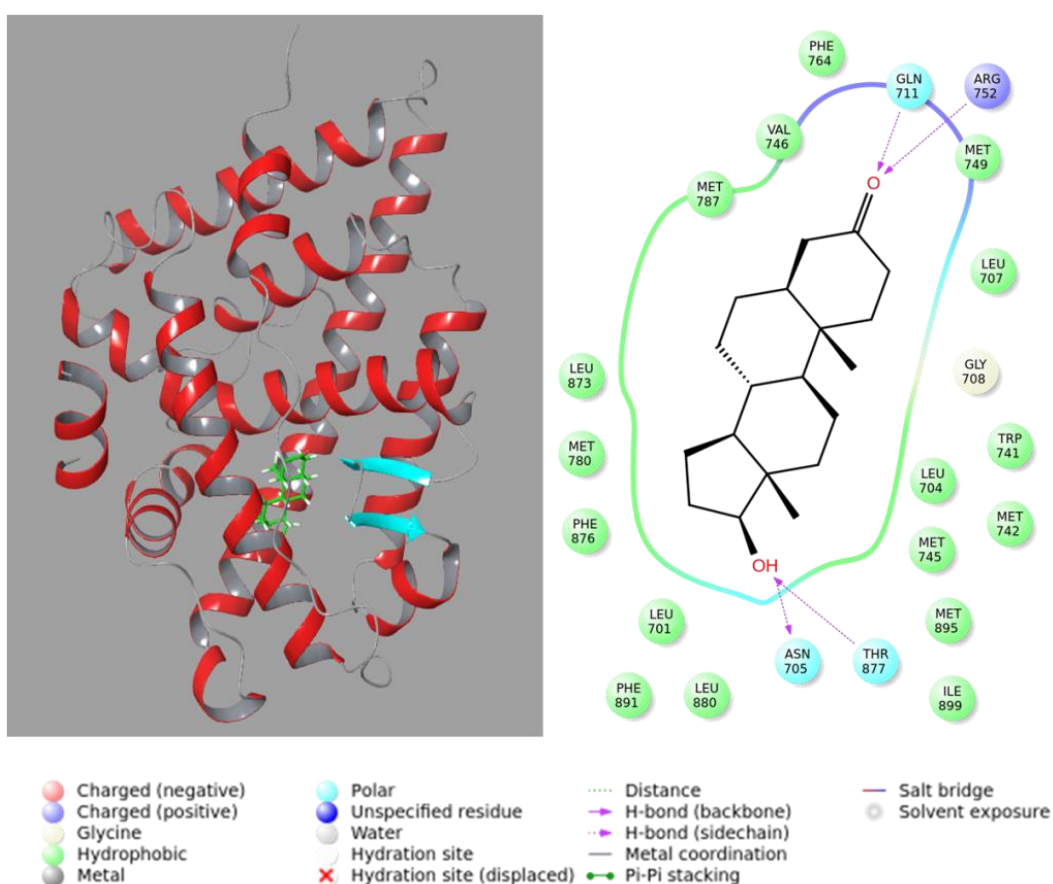 PHE
764
GLN
711
ARG
752
VAL
746
MET
749
MET
787
O
LEU
707
GLY
708
LEU
873
TRP
741
MET
780
LEU
704
MET
742
PHE
876
MET
745
OH
LEU
701
MET
895
ASN
705
THR
877
PHE
891
LEU
880
ILE
899
Charged (negative)
Charged (positive)
Glycine
Hydrophobic
Metal
Polar
Unspecified residue
Water
Hydration site
Hydration site (displaced)
Distance
H-bond (backbone)
H-bond (sidechain)
Metal coordination
Pi-Pi stacking
Salt bridge
Solvent exposure